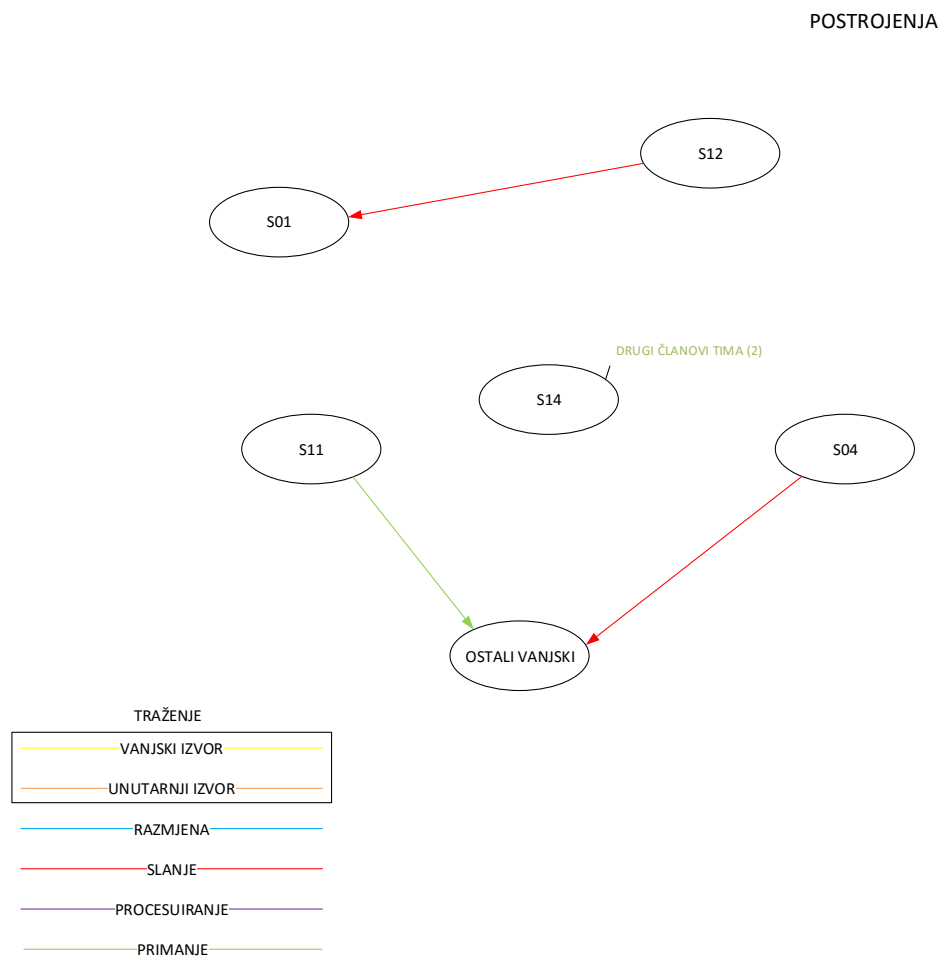 POSTROJENJA
S12
S01
DRUGI ČLANOVI TIMA (2)
S14
S11
S04
OSTALI VANJSKI
TRAŽENJE
VANJSKI IZVOR
UNUTARNJI IZVOR
RAZMJENA
SLANJE
PROCESUIRANJE
PRIMANJE